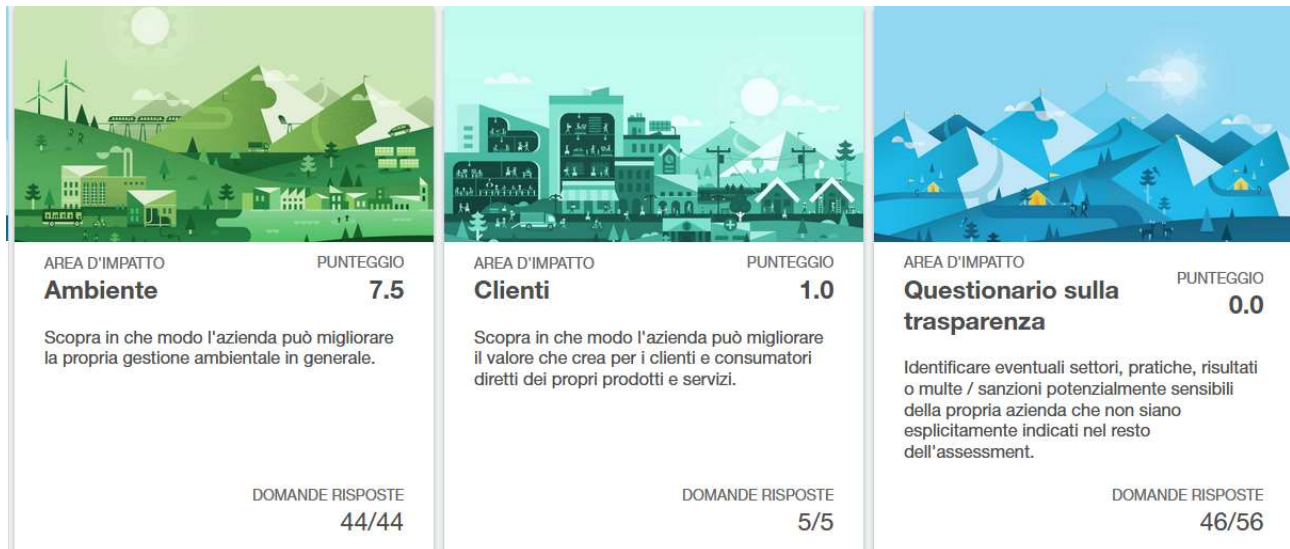 AREA D'IMPATTO PUNTEGGIO
Ambiente 7.5
Scopra in che modo l'azienda può migliorare
la propria gestione ambientale in generale.
DOMANDE RISPOSTE
44/44
AREA D'IMPATTO PUNTEGGIO
Clienti 1.0
Scopra in che modo l'azienda può migliorare
il valore che crea per i clienti e consumatori
diretti dei propri prodotti e servizi.
DOMANDE RISPOSTE
5/5
AREA D'IMPATTO PUNTEGGIO
Questionario sulla 0.0
trasparenza
Identificare eventuali settori, pratiche, risultati
o multe / sanzioni potenzialmente sensibili
della propria azienda che non siano
esplicitamente indicati nel resto
dell'assessment.
DOMANDE RISPOSTE
46/56